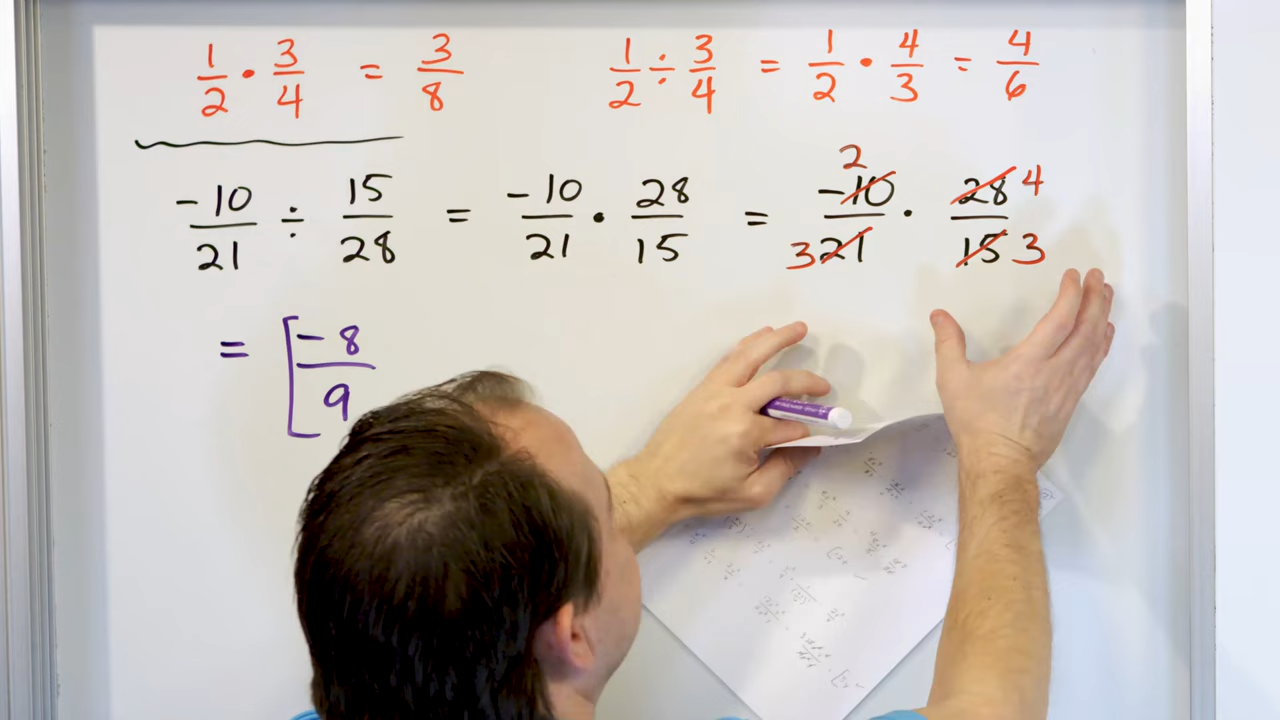 1/2 · 3/4 = 3/8    1/2 ÷ 3/4 = 1/2 · 4/3 = 4/6
-10/21 ÷ 15/28 = -10/21 · 28/15 = 2 -10/3 21 · 28 4/15 3
= [-8/9